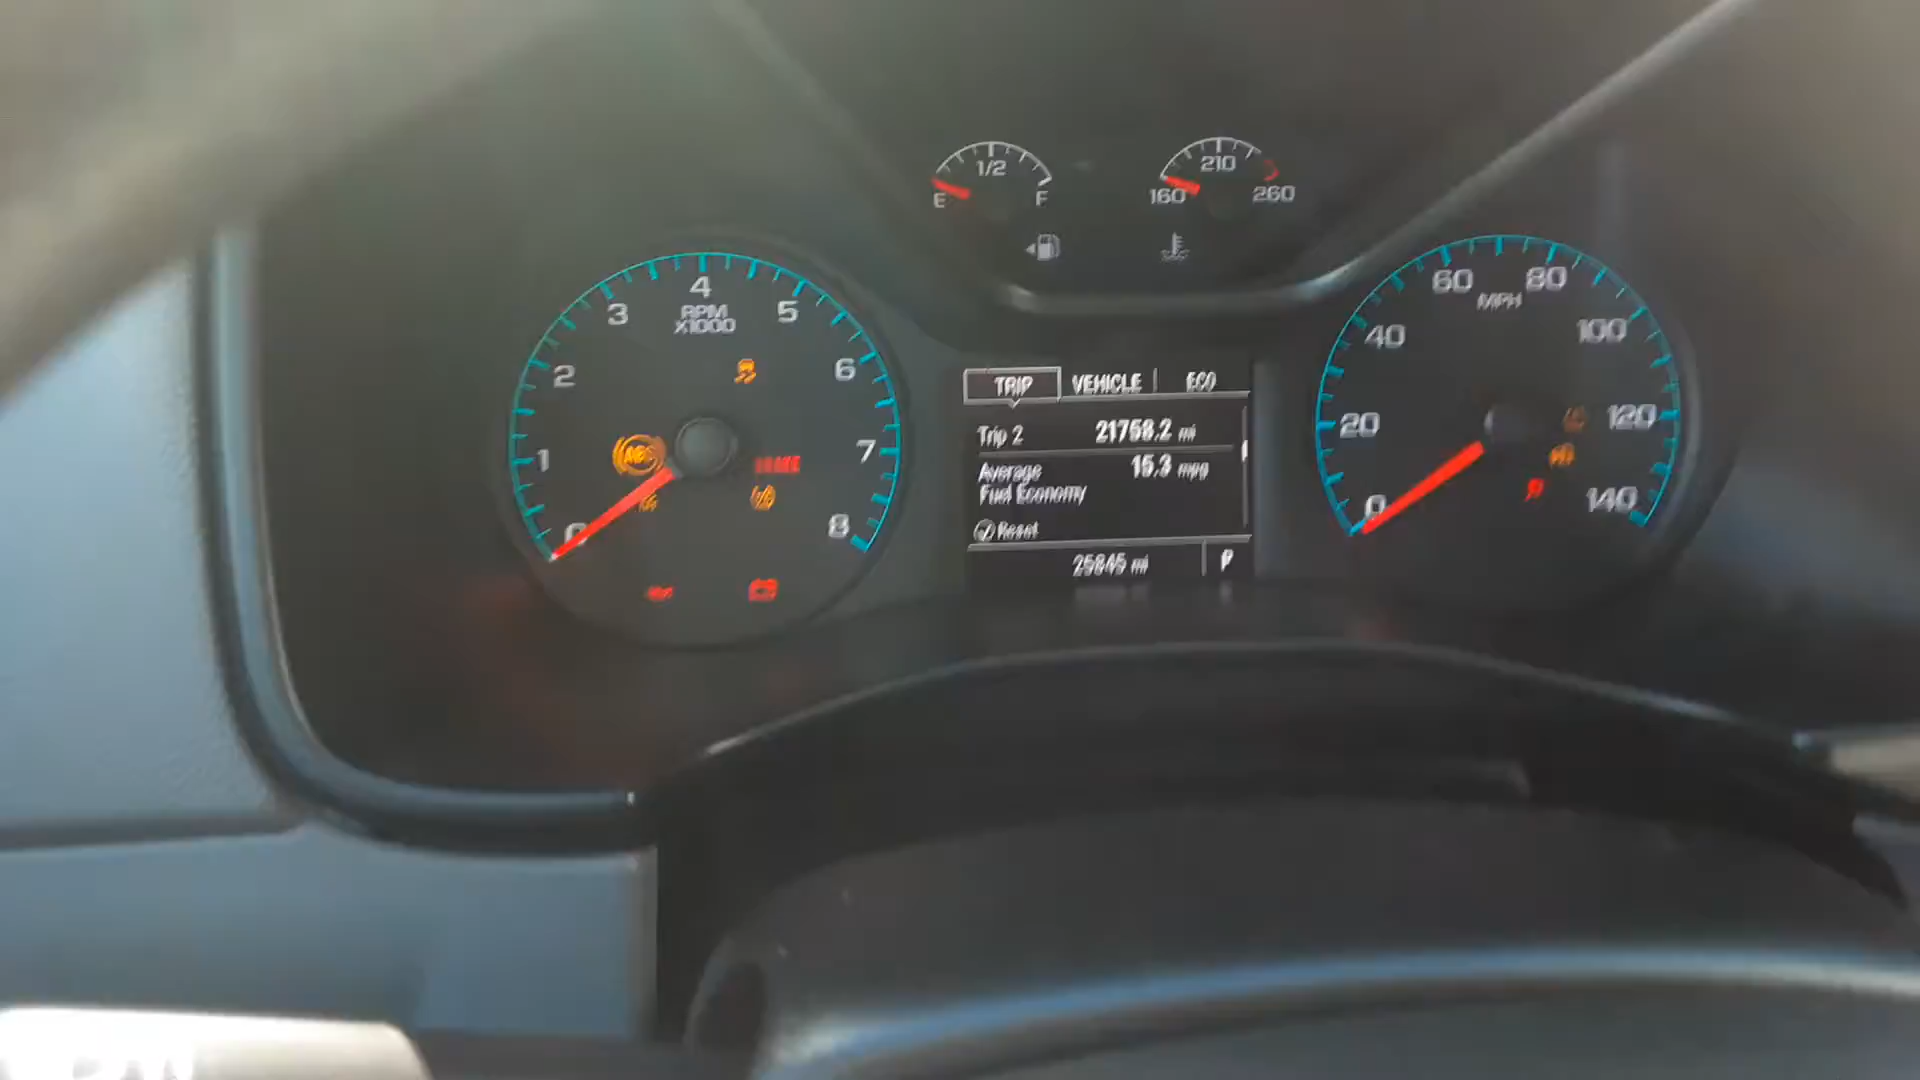 1/2
E
F
210
160
260
0
1
2
3
4
5
6
7
8
RPM
X1000
ABS
BRAKE
TRIP
VEHICLE
ECO
Trip 2
21758.2 mi
Average
Fuel Economy
15.3 mpg
Reset
25845 mi
P
0
20
40
60
80
100
120
140
MPH